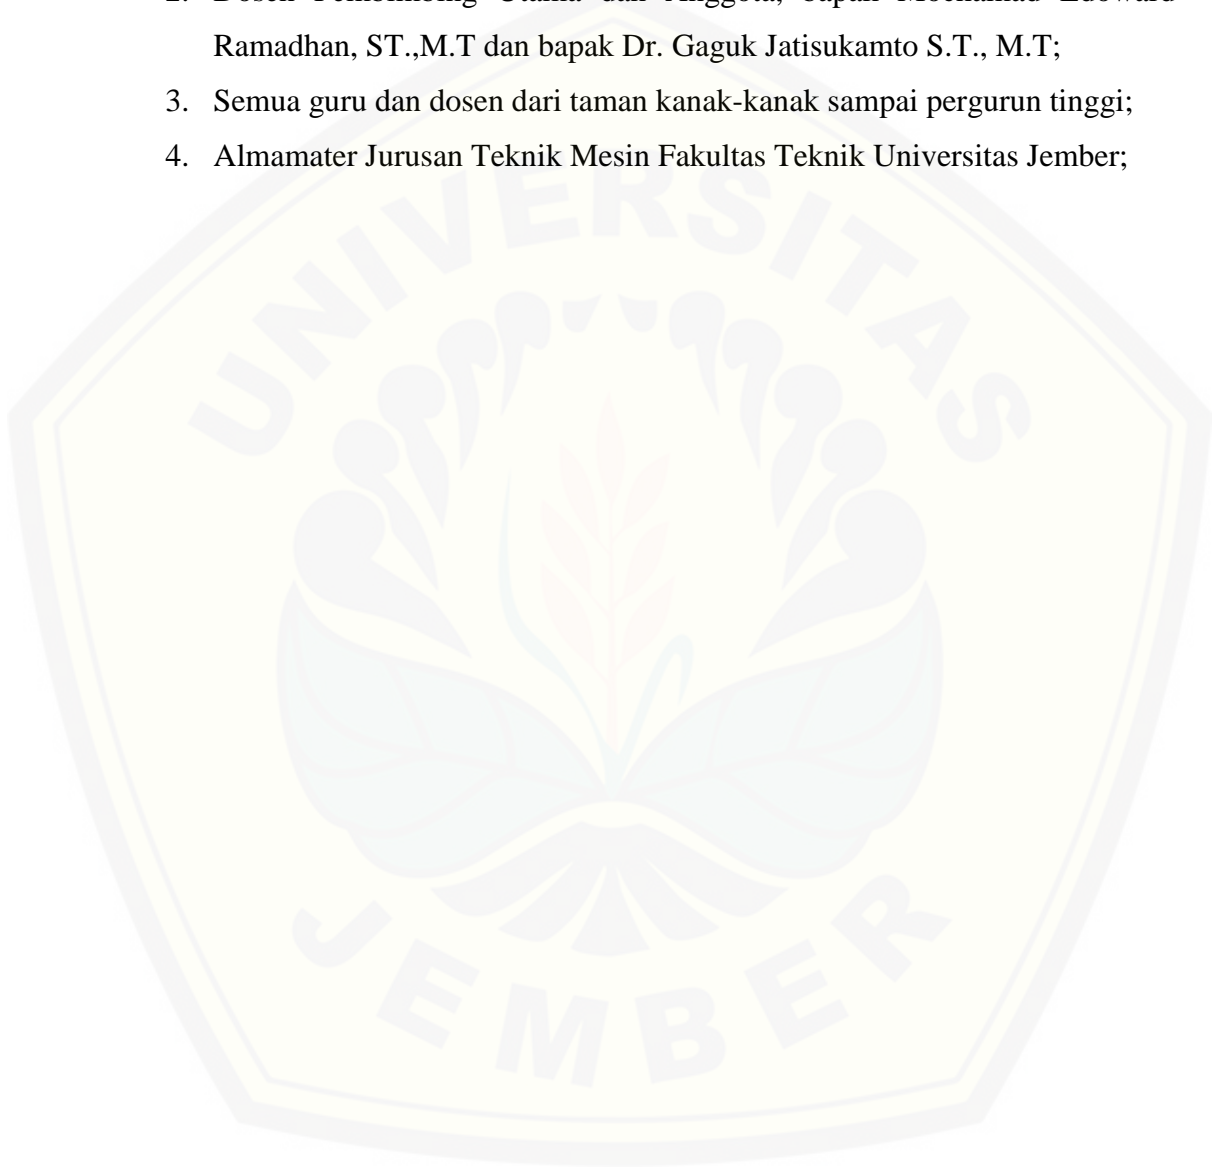 2. Dosen Pembimbing Utama dan Anggota, bapak Mochamad Edoward
Ramadhan, ST.,M.T dan bapak Dr. Gaguk Jatisukamto S.T., M.T;
3. Semua guru dan dosen dari taman kanak-kanak sampai pergurun tinggi;
4. Almamater Jurusan Teknik Mesin Fakultas Teknik Universitas Jember;
UNIVERSITAS
JEMBER